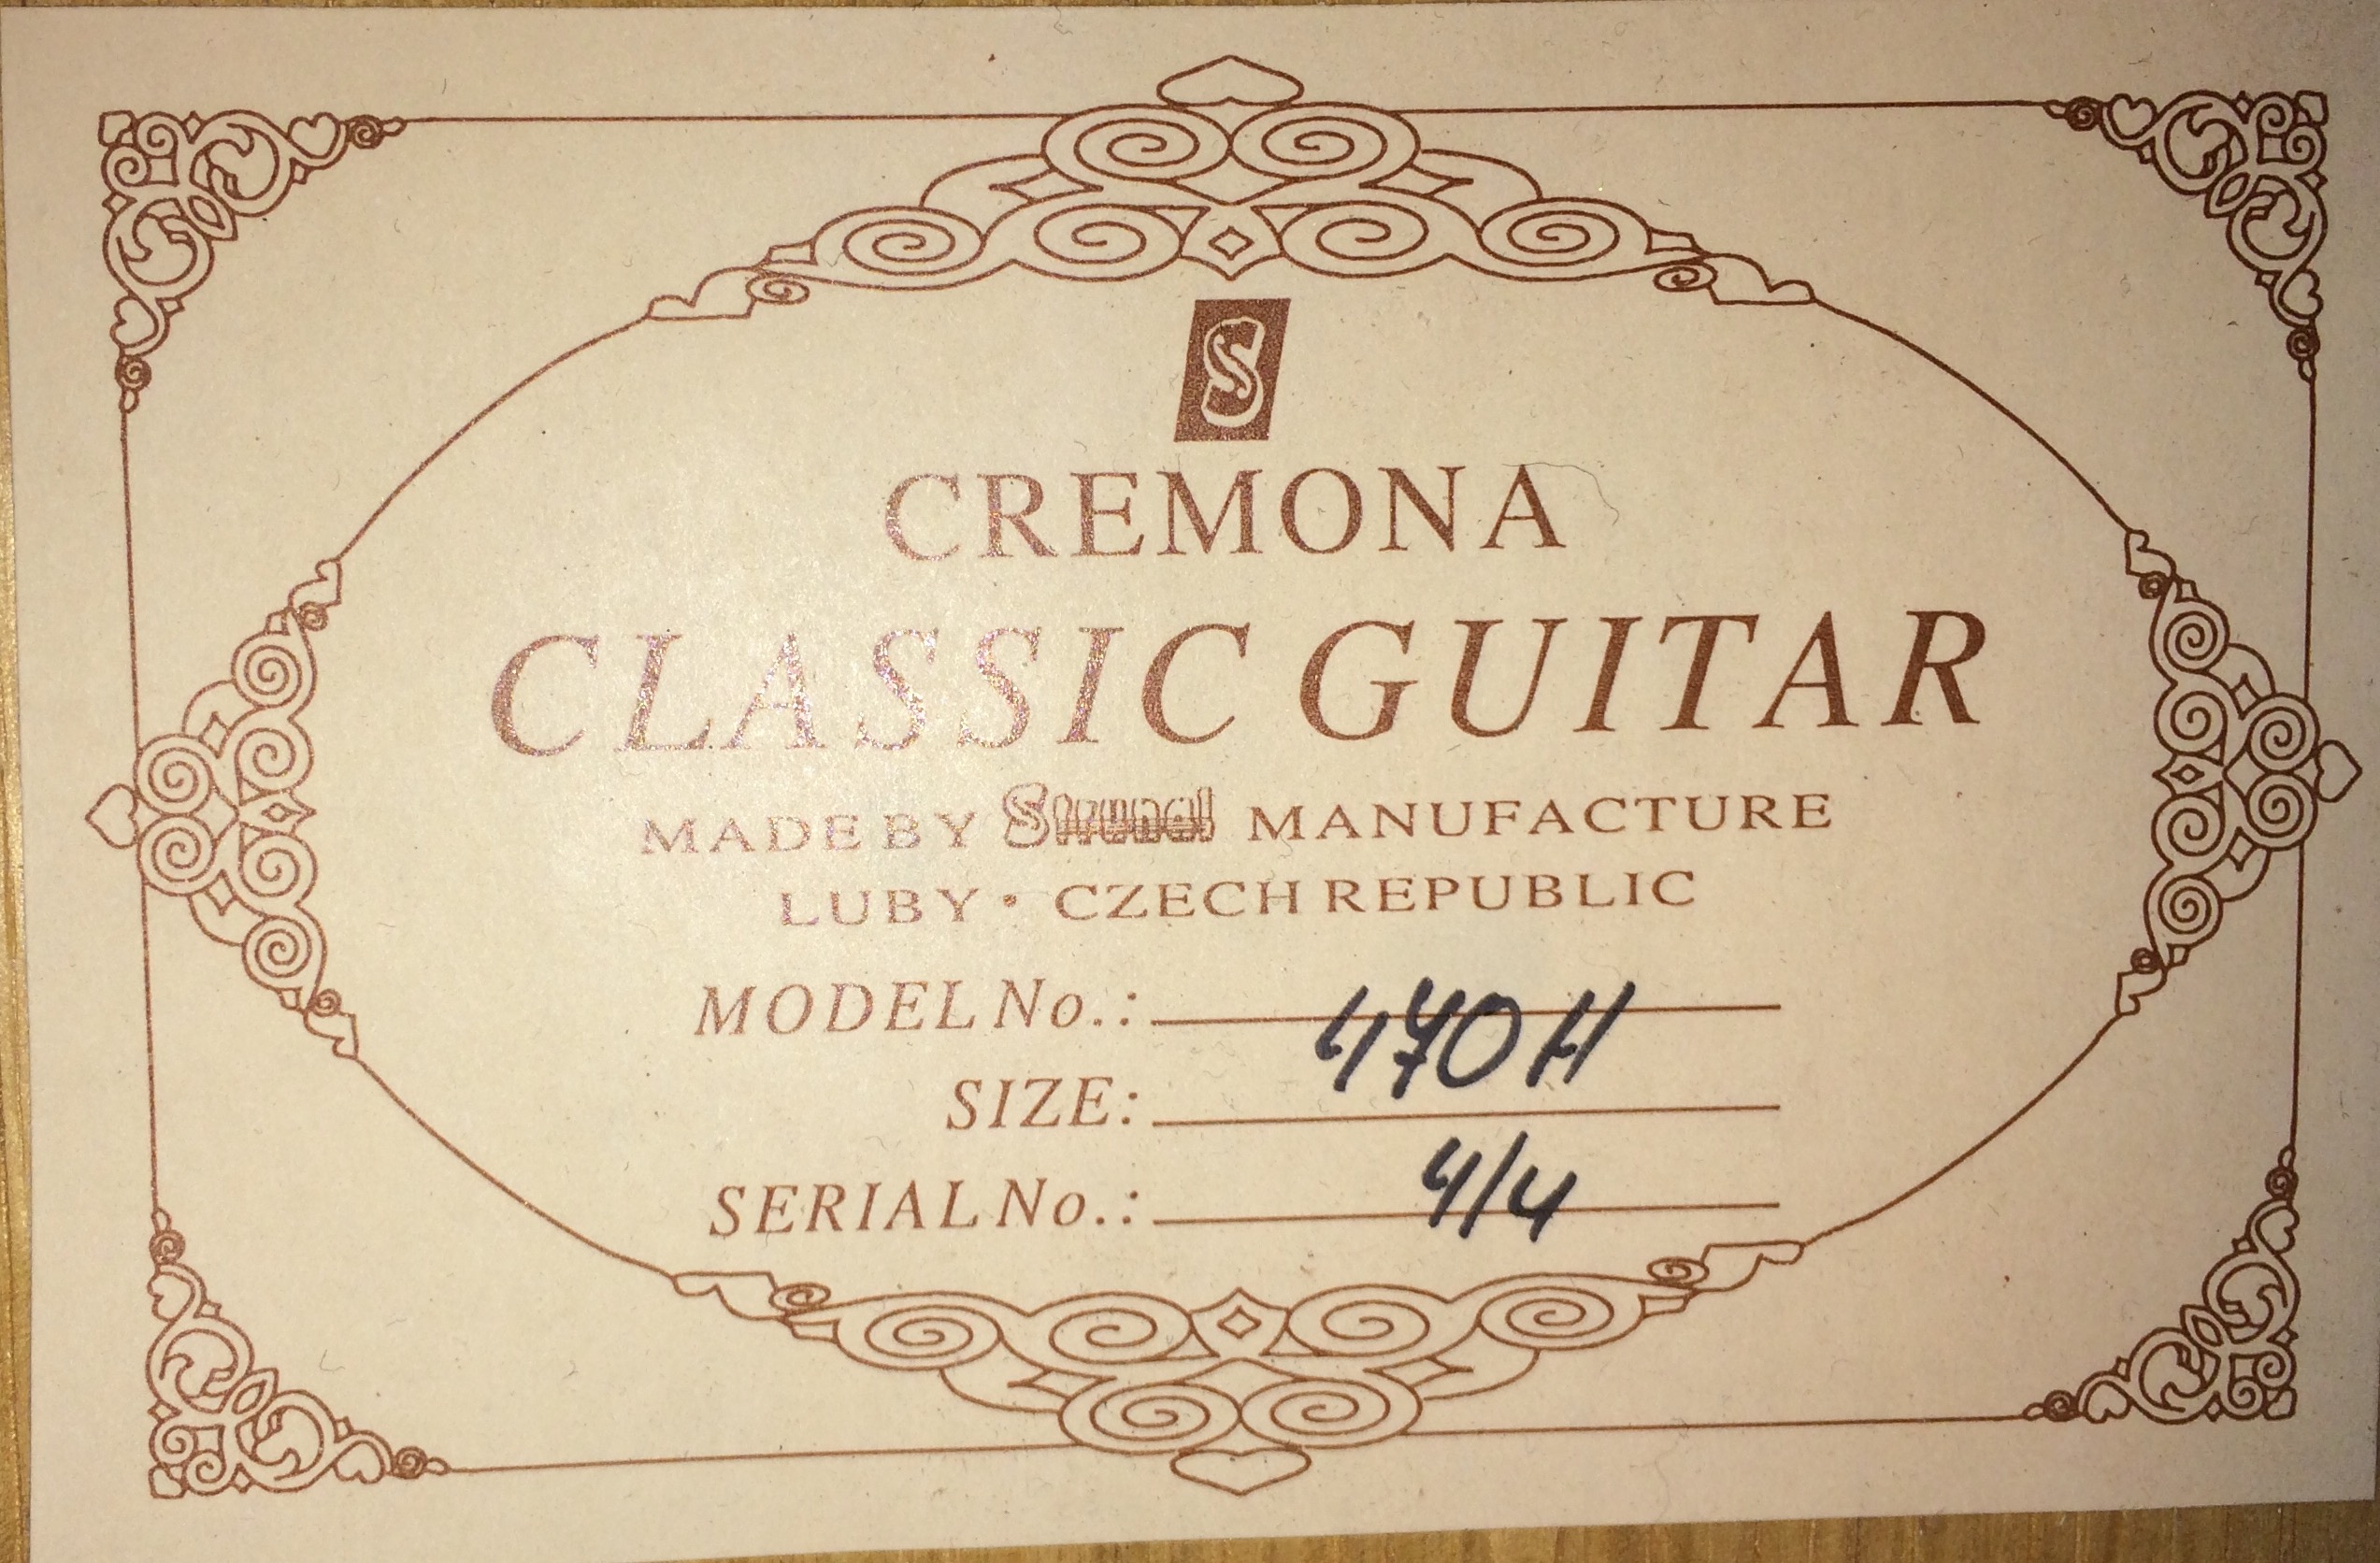 S
CREMONA
CLASSIC GUITAR
MADE BY Strunal MANUFACTURE
LUBY • CZECH REPUBLIC
MODEL No.: 470H
SIZE:
SERIAL No.: 4/4